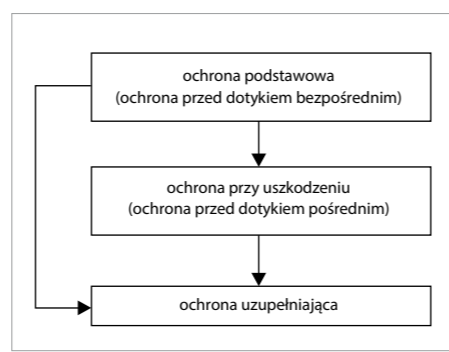 ochrona podstawowa
(ochrona przed dotykiem bezpośrednim)
ochrona przy uszkodzeniu
(ochrona przed dotykiem pośrednim)
ochrona uzupełniająca